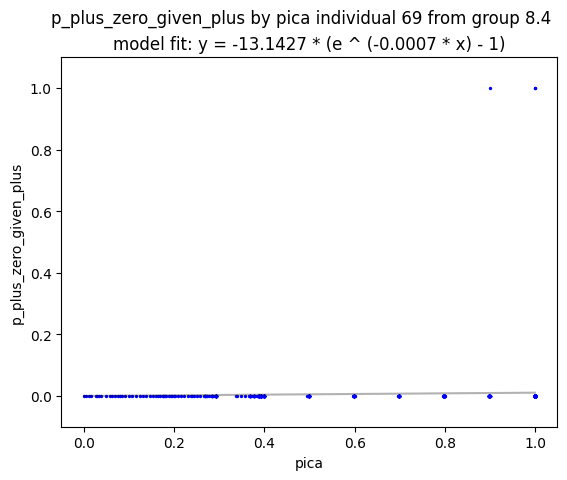 p_plus_zero_given_plus by pica individual 69 from group 8.4
model fit: y = -13.1427 * (e ^ (-0.0007 * x) - 1)
p_plus_zero_given_plus
1.0
0.8
0.6
0.4
0.2
0.0
0.0 0.2 0.4 0.6 0.8 1.0
pica